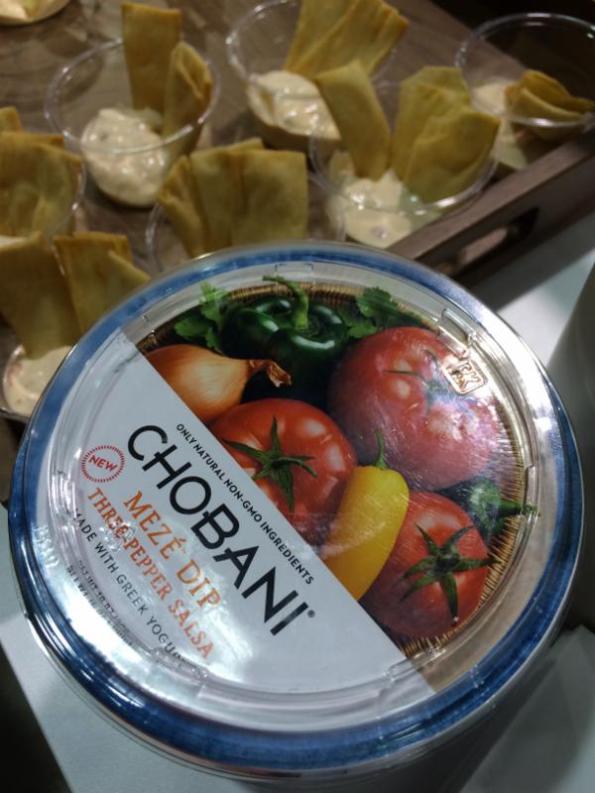 ONLY NATURAL NON-GMO INGREDIENTS
CHOBANI®
NEW
MEZÉ DIP
THREE-PEPPER SALSA
MADE WITH GREEK YOGURT